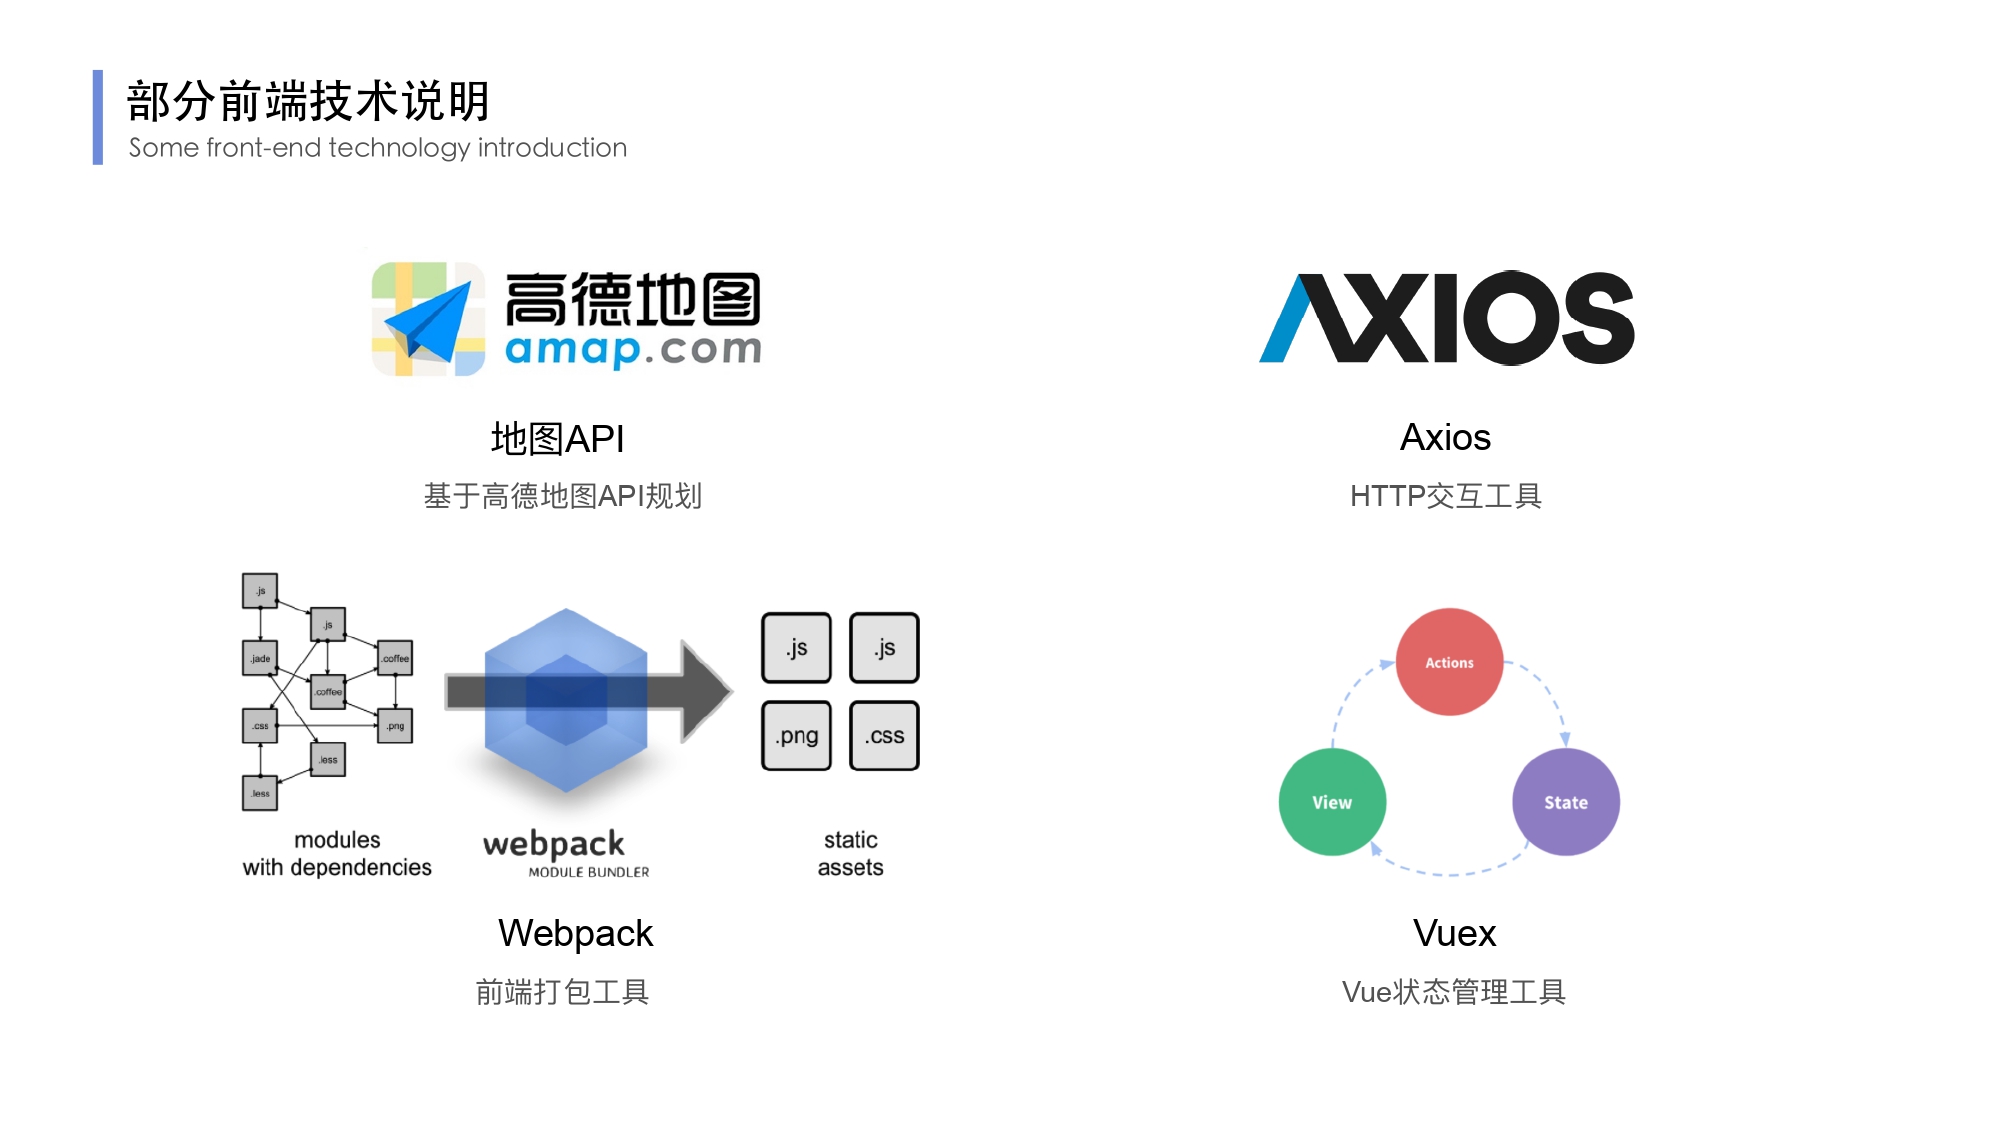 部分前端技术说明
Some front-end technology introduction
高德地图
amap.com
AXIOS
地图API
基于高德地图API规划
Axios
HTTP交互工具
.js
.js
.jade
.coffee
.coffee
.css
.png
.less
.less
modules
with dependencies
webpack
MODULE BUNDLER
.js
.js
.png
.css
static
assets
Actions
View
State
Webpack
前端打包工具
Vuex
Vue状态管理工具